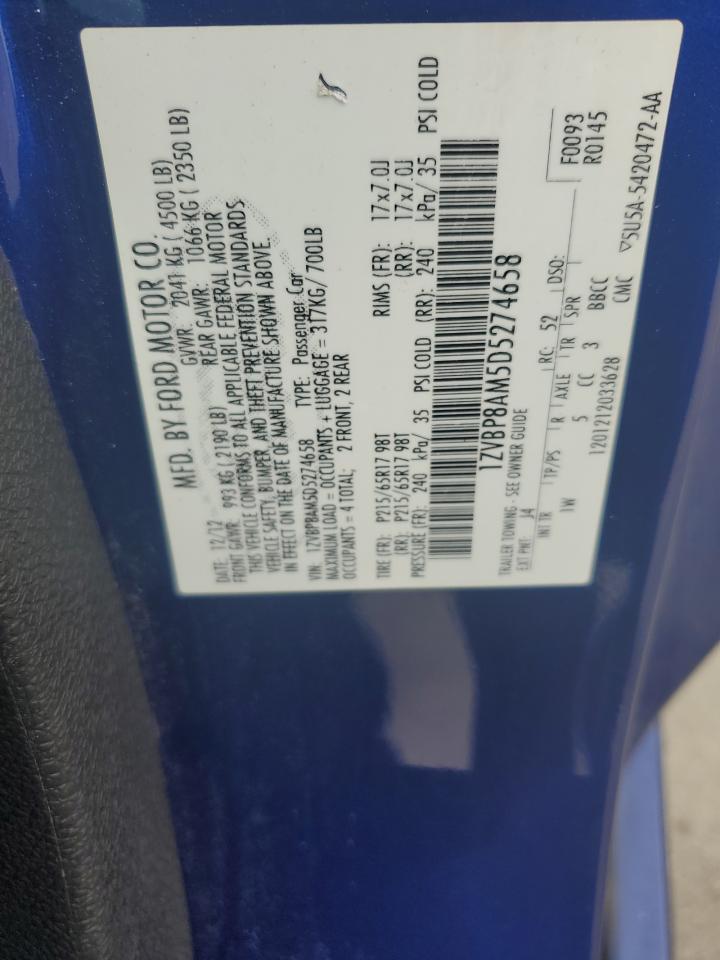 MFD. BY FORD MOTOR CO.
DATE: 12/12 GVWR: 2041 KG ( 4500 LB)
FRONT GAWR: 993 KG ( 2190 LB) REAR GAWR: 1066 KG ( 2350 LB)
THIS VEHICLE CONFORMS TO ALL APPLICABLE FEDERAL MOTOR
VEHICLE SAFETY, BUMPER, AND THEFT PREVENTION STANDARDS
IN EFFECT ON THE DATE OF MANUFACTURE SHOWN ABOVE.
VIN: 1ZVBP8AM5D5274658 TYPE: Passenger Car
MAXIMUM LOAD = OCCUPANTS + LUGGAGE = 317KG/ 700LB
OCCUPANTS = 4 TOTAL; 2 FRONT, 2 REAR
TIRE (FR): P215/65R17 98T RIMS (FR): 17x7.0J
(RR): P215/65R17 98T (RR): 17x7.0J
PRESSURE (FR): 240 kPa/ 35 PSI COLD (RR): 240 kPa/ 35 PSI COLD
1ZVBP8AM5D5274658
TRAILER TOWING - SEE OWNER GUIDE
EXT PNT: J4 RC: 52 DSO: F0093
INT TR TP/PS R AXLE TR SPR R0145
1W 5 CC 3 BBCC
1201212033628 CMC
▽5U5A-5420472-AA